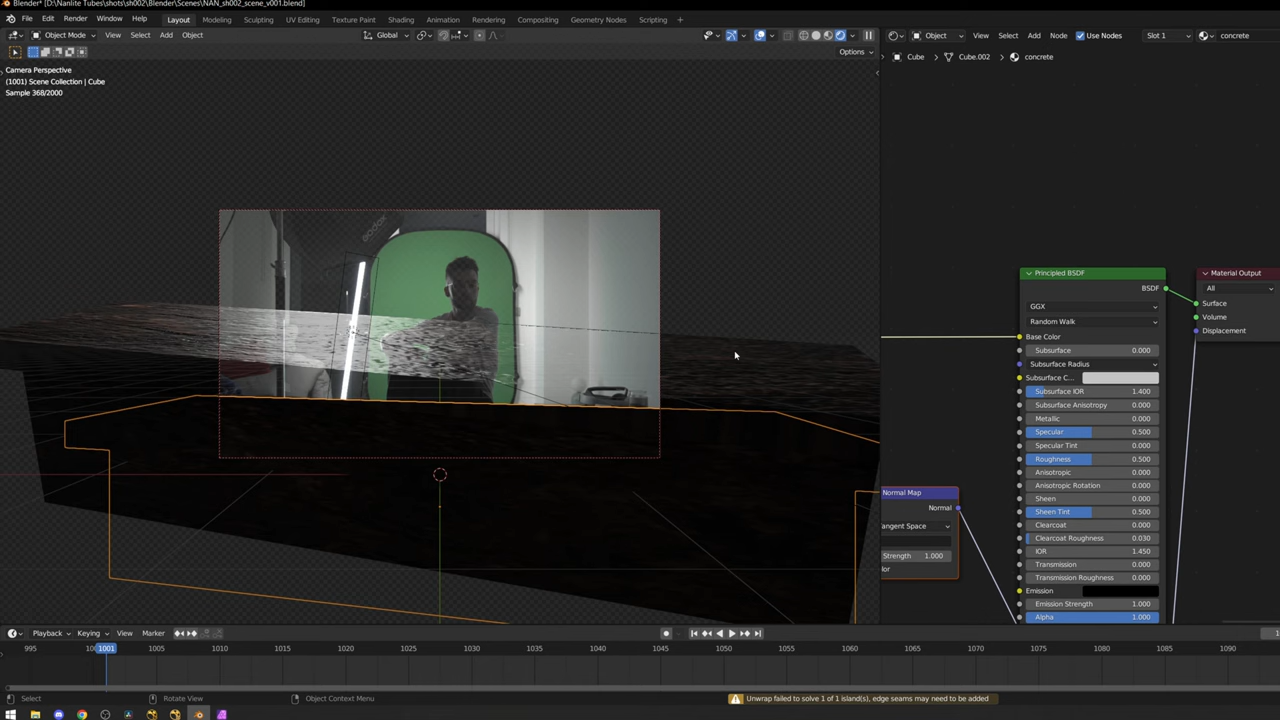 Blender* [D:\Nanlite Tubes\shots\sh002\Blender\Scenes\NAN_sh002_scene_v001.blend]
File Edit Render Window Help Layout Modeling Sculpting UV Editing Texture Paint Shading Animation Rendering Compositing Geometry Nodes Scripting +
Object Mode View Select Add Object Global Object View Select Add Node Use Nodes Slot 1 concrete
Options
Cube > Cube.002 > concrete
Camera Perspective
(1001) Scene Collection | Cube
Sample 368/2000
Godox
Principled BSDF
BSDF
GGX
Random Walk
Base Color
Subsurface 0.000
Subsurface Radius
Subsurface C...
Subsurface IOR 1.400
Subsurface Anisotropy 0.000
Metallic 0.000
Specular 0.500
Specular Tint 0.000
Roughness 0.500
Anisotropic 0.000
Anisotropic Rotation 0.000
Sheen 0.000
Sheen Tint 0.500
Clearcoat 0.000
Clearcoat Roughness 0.030
IOR 1.450
Transmission 0.000
Transmission Roughness 0.000
Emission
Emission Strength 1.000
Alpha 1.000
Material Output
All
Surface
Volume
Displacement
Normal Map
Normal
angent Space
Strength 1.000
lor
Playback Keying View Marker
995 1001 1005 1010 1015 1020 1025 1030 1035 1040 1045 1050 1055 1060 1065 1070 1075 1080 1085 1090
Select Rotate View Object Context Menu Unwrap failed to solve 1 of 1 island(s), edge seams may need to be added